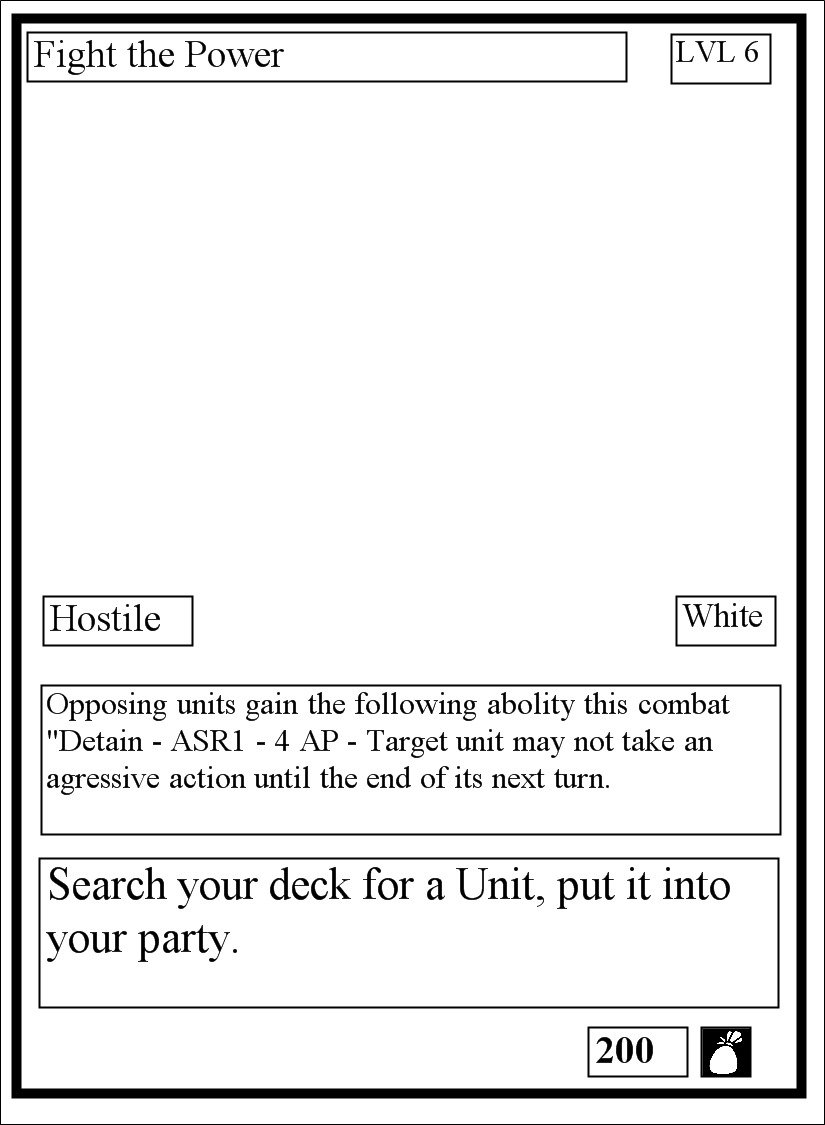 Fight the Power
LVL 6
Hostile
White
Opposing units gain the following abolity this combat
"Detain - ASR1 - 4 AP - Target unit may not take an
agressive action until the end of its next turn.
Search your deck for a Unit, put it into
your party.
200